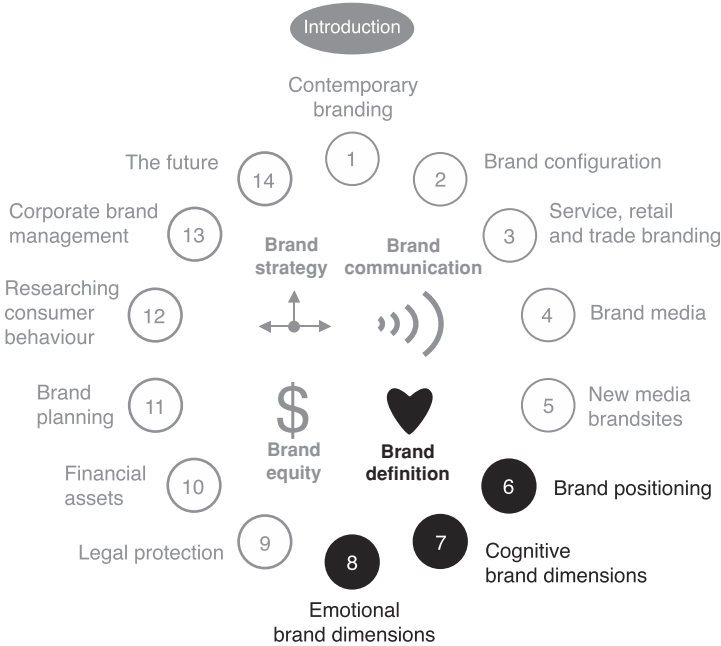 Introduction
Contemporary
branding
1
2
Brand configuration
3
Service, retail
and trade branding
4
Brand media
5
New media
brandsites
6
Brand positioning
7
Cognitive
brand dimensions
8
Emotional
brand dimensions
9
Legal protection
10
Financial
assets
11
Brand
planning
12
Researching
consumer
behaviour
13
Corporate brand
management
14
The future
Brand
strategy
Brand
communication
$
Brand
equity
Brand
definition